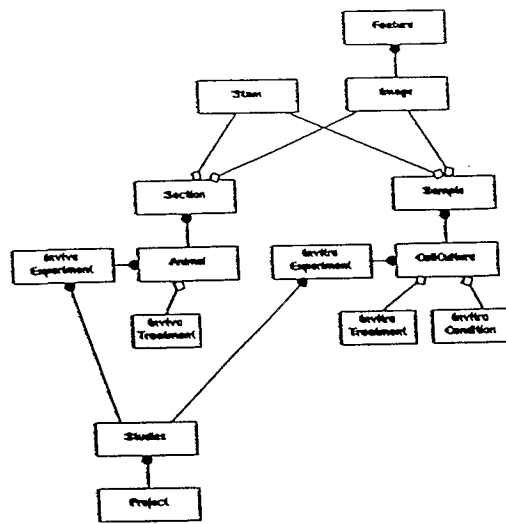 Feature
Stain
Image
Section
Sample
Invivo
Experiment
Animal
Invitro
Experiment
CellCulture
Invivo
Treatment
Invitro
Treatment
Invitro
Condition
Studies
Project